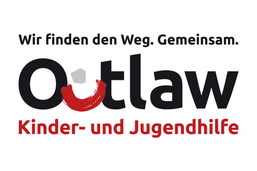 Wir finden den Weg. Gemeinsam.
Outlaw
Kinder- und Jugendhilfe